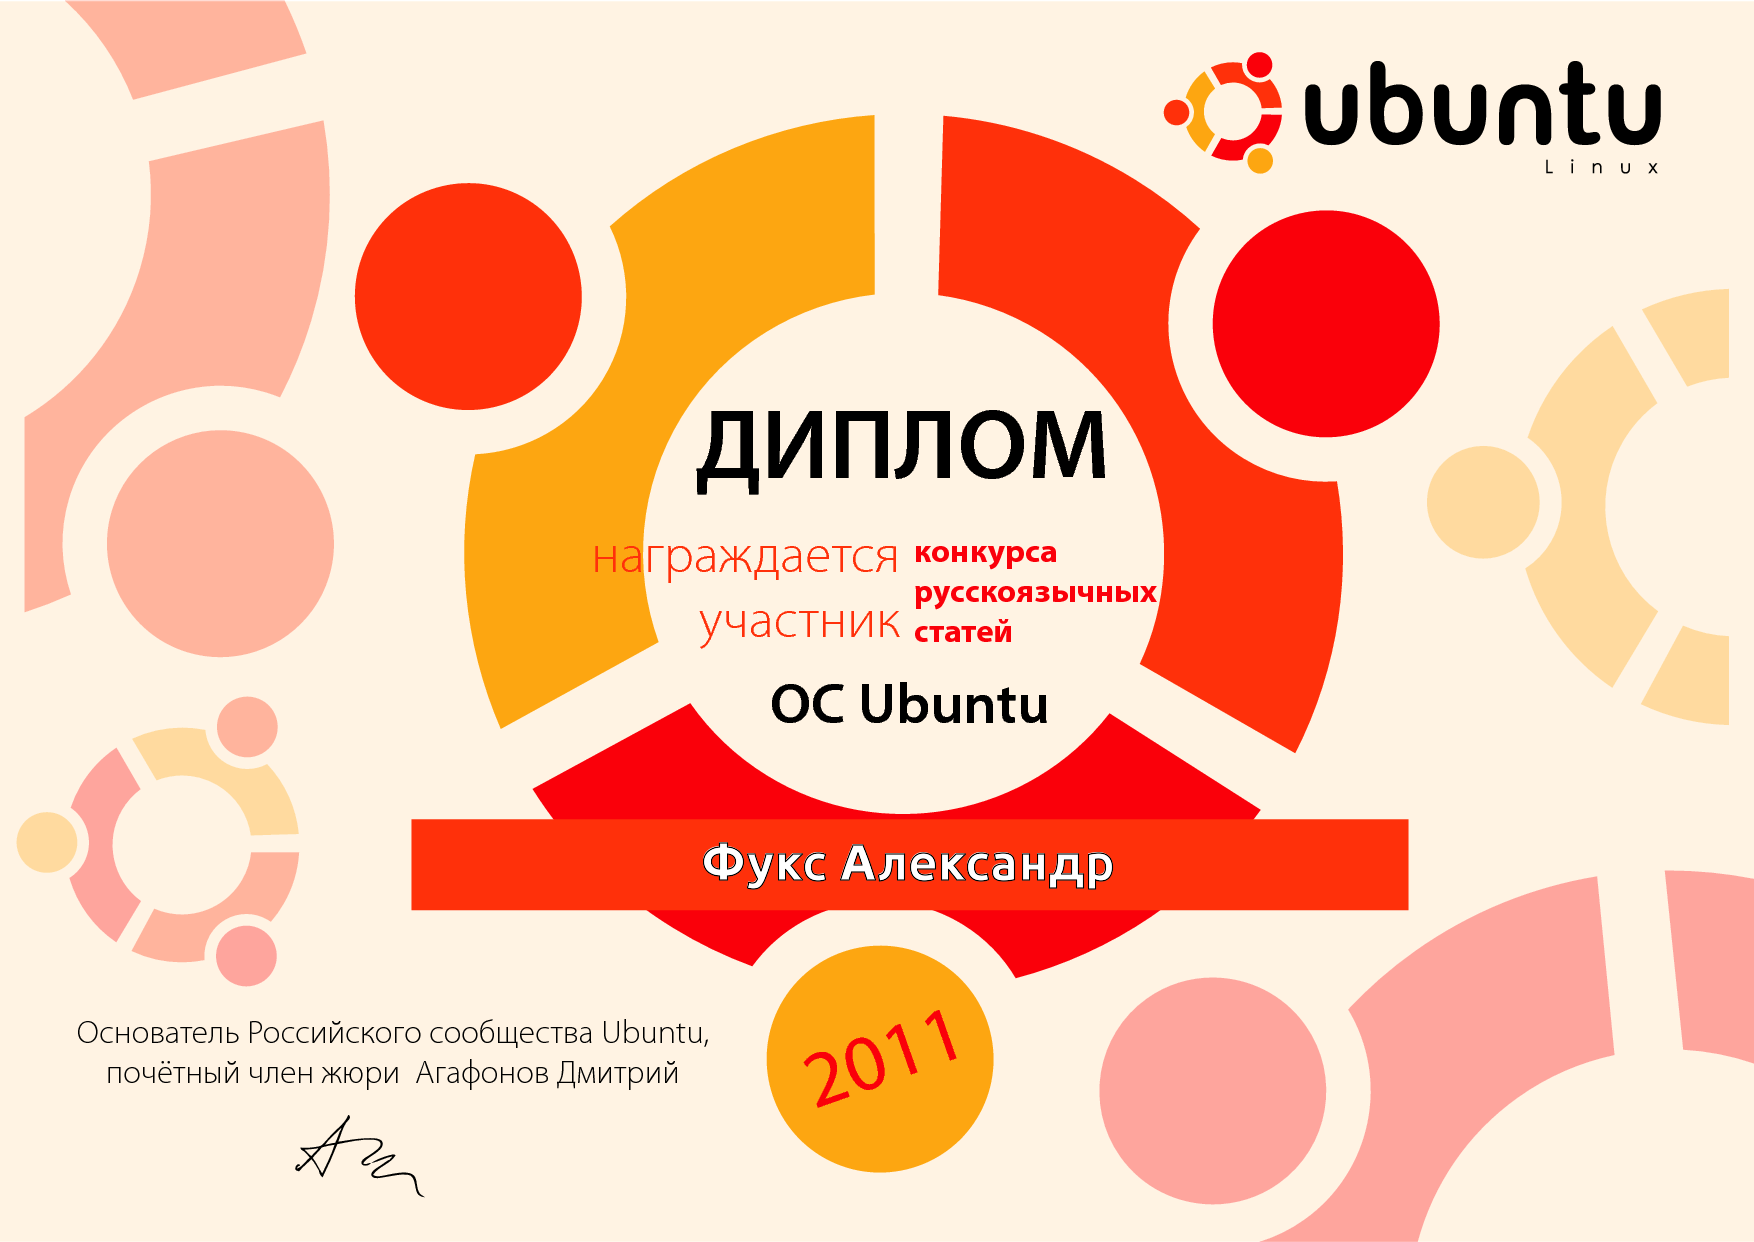 ubuntu
Linux
ДИПЛОМ
награждается
участник
конкурса
русскоязычных
статей
ОС Ubuntu
Фукс Александр
2011
Основатель Российского сообщества Ubuntu,
почётный член жюри Агафонов Дмитрий